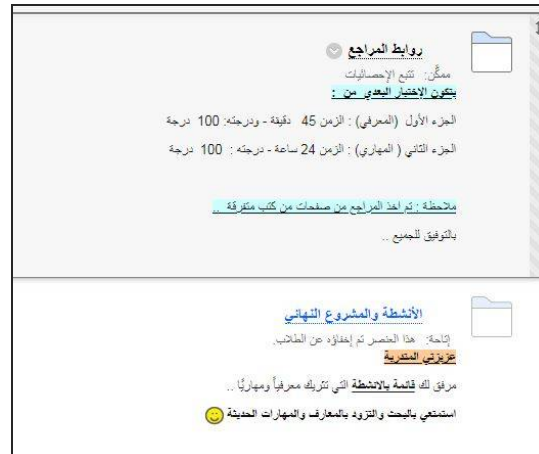 روابط المراجع
ممكَّن: تتبع الإحصائيات
يتكون الإختبار البعدي من :
الجزء الأول (المعرفي) : الزمن 45 دقيقة - ودرجته: 100 درجة
الجزء الثاني ( المهاري) : الزمن 24 ساعة - درجته : 100 درجة
ملاحظة : تم اخذ المراجع من صفحات من كتب متفرقة ..
بالتوفيق للجميع ..
الأنشطة والمشروع النهائي
إتاحة: هذا العنصر تم إخفاؤه عن الطلاب.
عزيزتي المتدربة
مرفق لك قائمة بالانشطة التي تثريك معرفياً ومهاريًا ..
استمتعي بالبحث والتزود بالمعارف والمهارات الحديثة